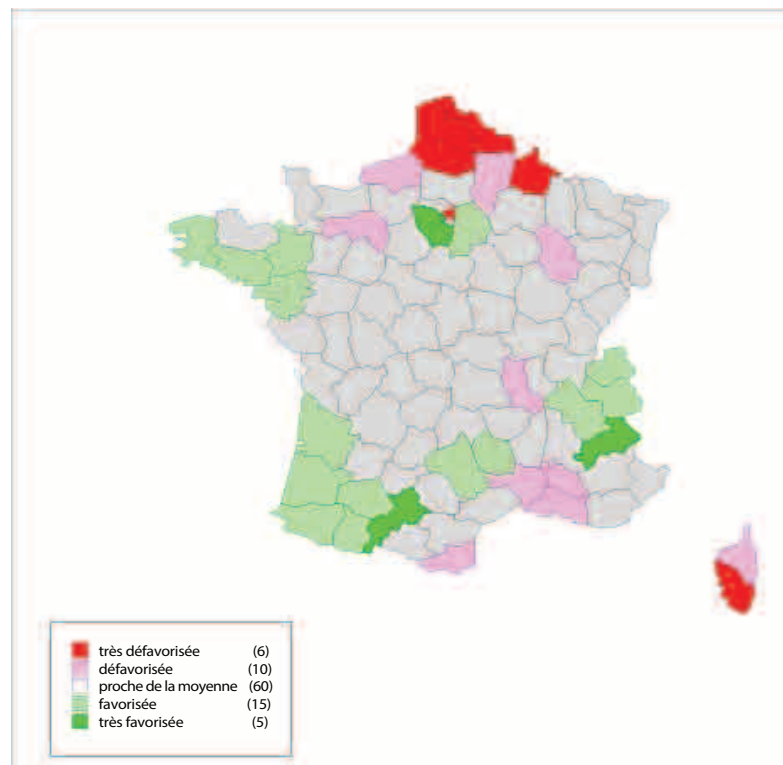 très défavorisée (6)
défavorisée (10)
proche de la moyenne (60)
favorisée (15)
très favorisée (5)